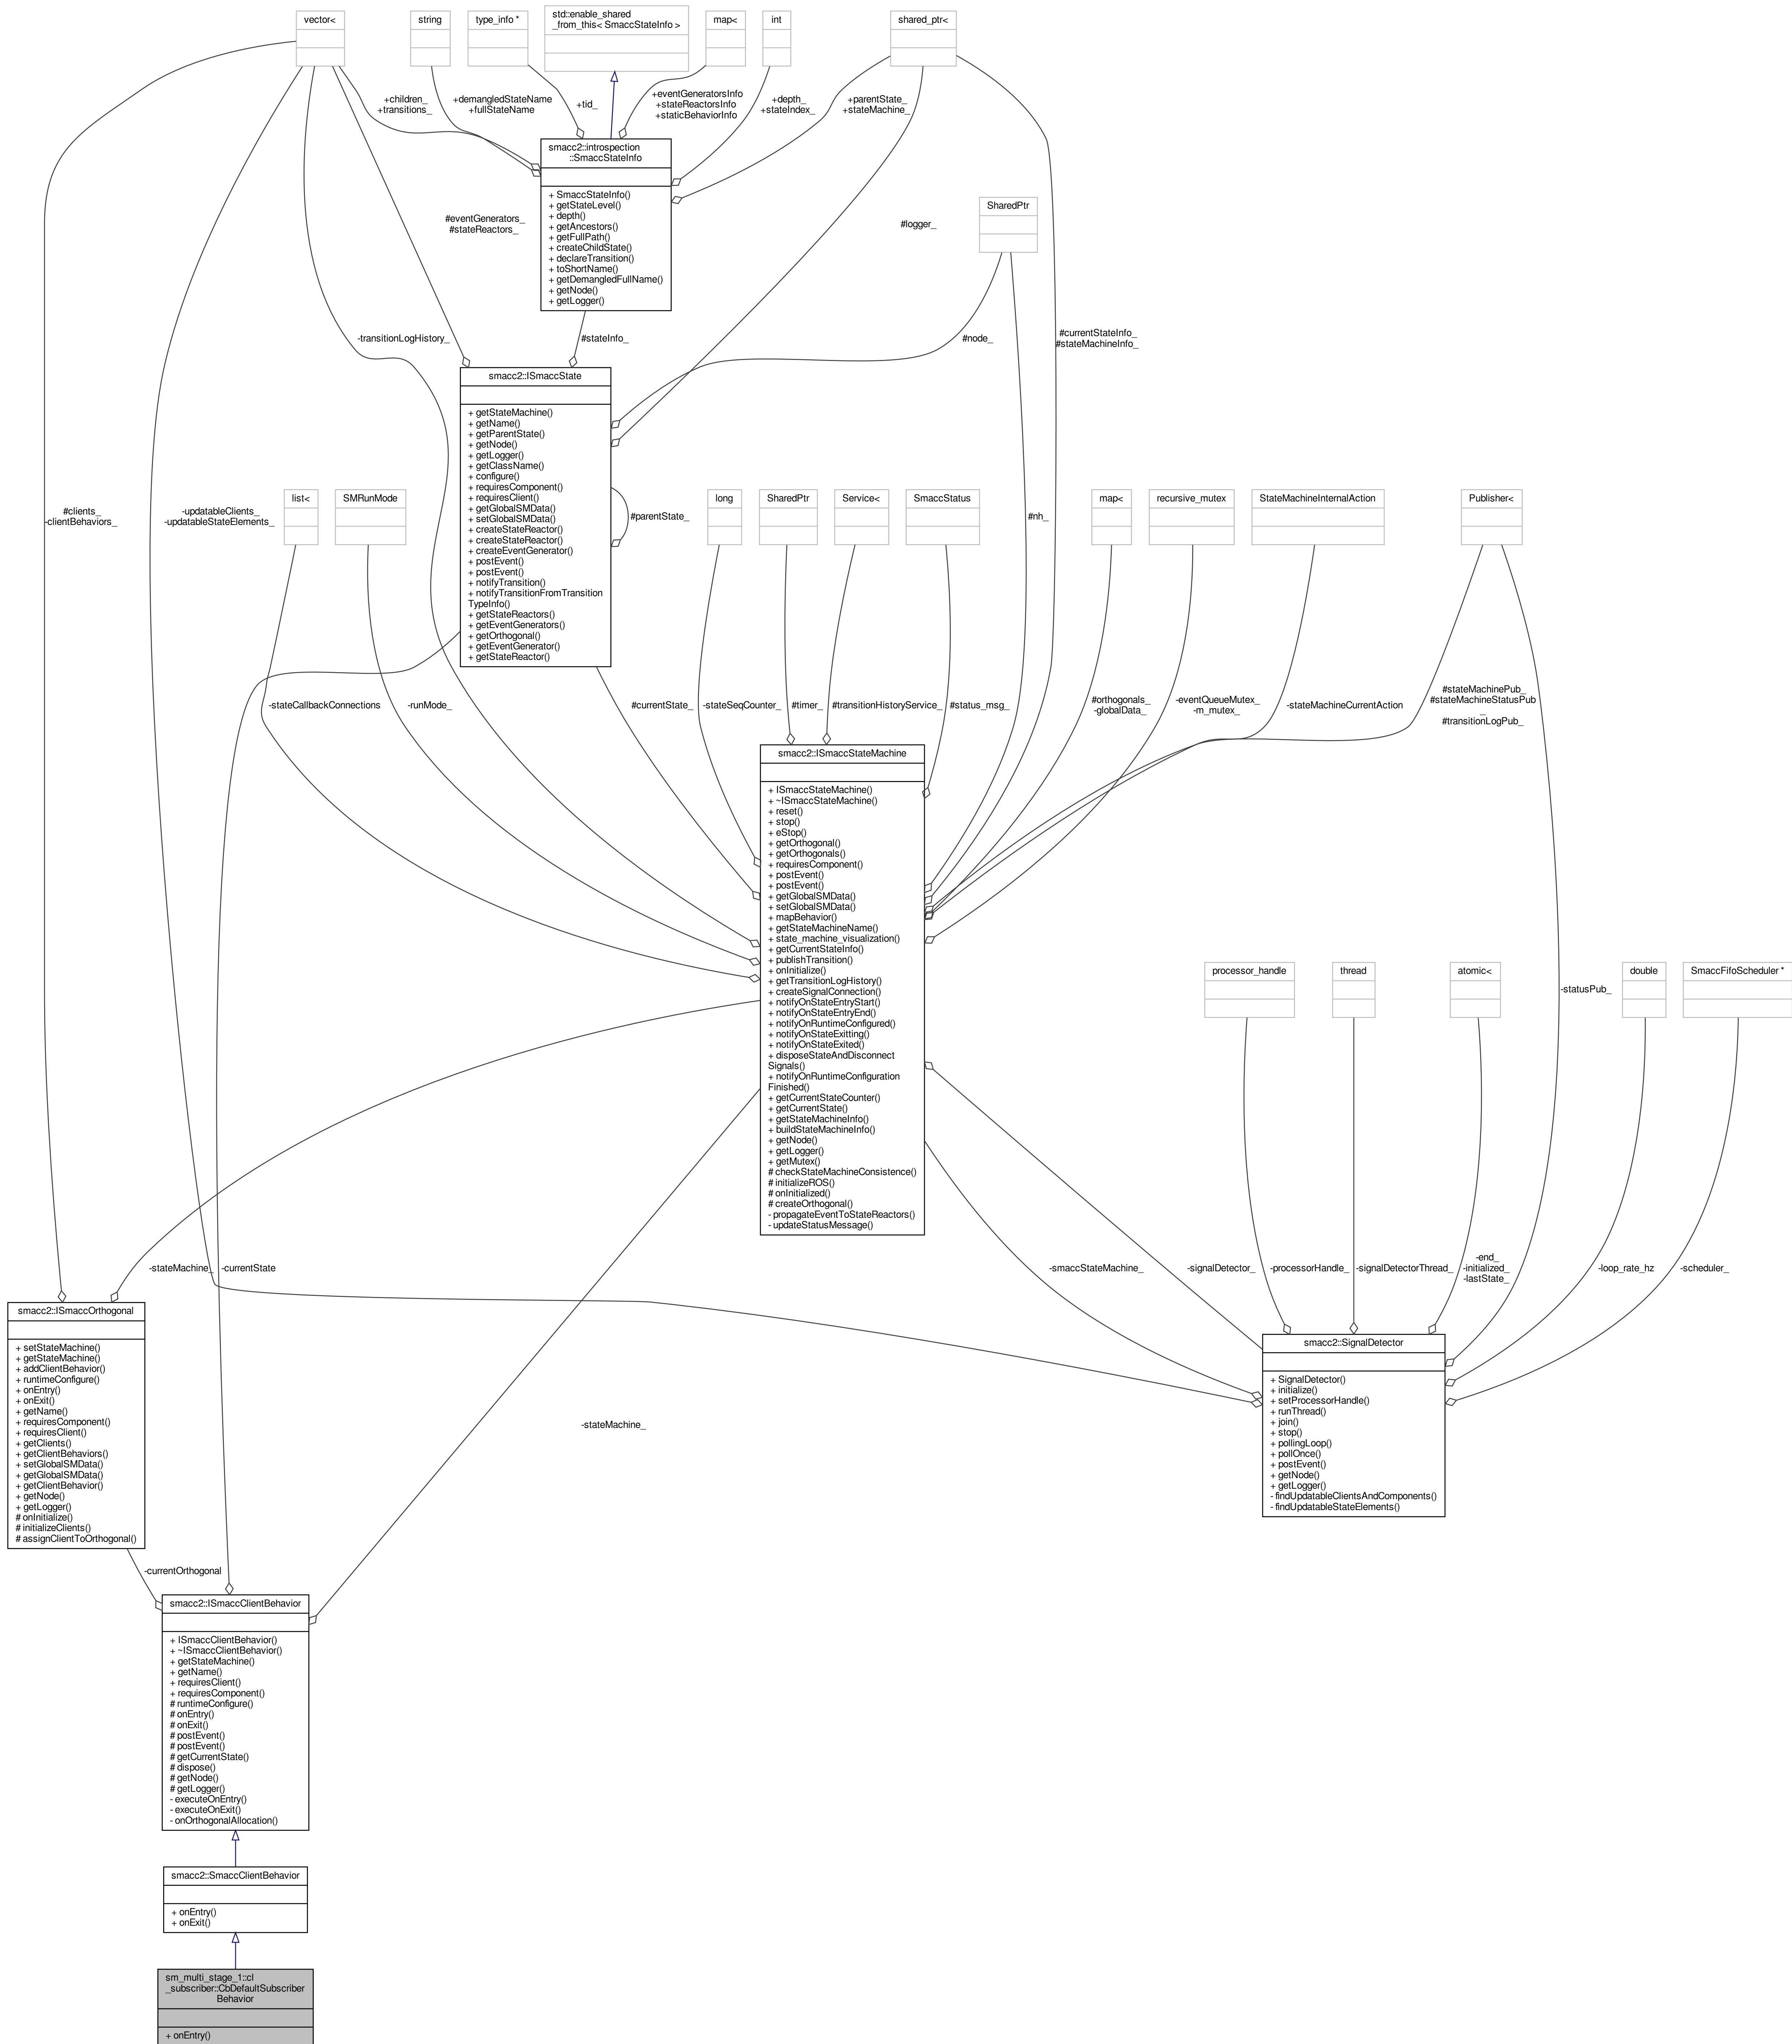 vector<
string
type_info *
std::enable_shared
_from_this< SmaccStateInfo >
map<
int
shared_ptr<
+children_
+transitions_
+demangledStateName
+fullStateName
+tid_
+eventGeneratorsInfo
+stateReactorsInfo
+staticBehaviorInfo
+depth_
+stateIndex_
+parentState_
+stateMachine_
smacc2::introspection
::SmaccStateInfo
+ SmaccStateInfo()
+ getStateLevel()
+ depth()
+ getAncestors()
+ getFullPath()
+ createChildState()
+ declareTransition()
+ toShortName()
+ getDemangledFullName()
+ getNode()
+ getLogger()
SharedPtr
#eventGenerators_
#stateReactors_
#logger_
-transitionLogHistory_
#stateInfo_
#node_
#currentStateInfo_
#stateMachineInfo_
smacc2::ISmaccState
+ getStateMachine()
+ getName()
+ getParentState()
+ getNode()
+ getLogger()
+ getClassName()
+ configure()
+ requiresComponent()
+ requiresClient()
+ getGlobalSMData()
+ setGlobalSMData()
+ createStateReactor()
+ createStateReactor()
+ createEventGenerator()
+ postEvent()
+ postEvent()
+ notifyTransition()
+ notifyTransitionFromTransition
TypeInfo()
+ getStateReactors()
+ getEventGenerators()
+ getOrthogonal()
+ getEventGenerator()
+ getStateReactor()
#clients_
-clientBehaviors_
-updatableClients_
-updatableStateElements_
list<
SMRunMode
#parentState_
long
SharedPtr
Service<
SmaccStatus
#nh_
map<
recursive_mutex
StateMachineInternalAction
Publisher<
-stateCallbackConnections
-runMode_
#currentState_
-stateSeqCounter_
#timer_
#transitionHistoryService_
#status_msg_
#orthogonals_
-globalData_
-eventQueueMutex_
-m_mutex_
-stateMachineCurrentAction
#stateMachinePub_
#stateMachineStatusPub
_
#transitionLogPub_
smacc2::ISmaccStateMachine
+ ISmaccStateMachine()
+ ~ISmaccStateMachine()
+ reset()
+ stop()
+ eStop()
+ getOrthogonal()
+ getOrthogonals()
+ requiresComponent()
+ postEvent()
+ postEvent()
+ getGlobalSMData()
+ setGlobalSMData()
+ mapBehavior()
+ getStateMachineName()
+ state_machine_visualization()
+ getCurrentStateInfo()
+ publishTransition()
+ onInitialize()
+ getTransitionLogHistory()
+ createSignalConnection()
+ notifyOnStateEntryStart()
+ notifyOnStateEntryEnd()
+ notifyOnRuntimeConfigured()
+ notifyOnStateExitting()
+ notifyOnStateExited()
+ disposeStateAndDisconnect
Signals()
+ notifyOnRuntimeConfiguration
Finished()
+ getCurrentStateCounter()
+ getCurrentState()
+ getStateMachineInfo()
+ buildStateMachineInfo()
+ getNode()
+ getLogger()
+ getMutex()
# checkStateMachineConsistence()
# initializeROS()
# onInitialized()
# createOrthogonal()
- propagateEventToStateReactors()
- updateStatusMessage()
processor_handle
thread
atomic<
-statusPub_
double
SmaccFifoScheduler *
-stateMachine_
-currentState
-smaccStateMachine_
-signalDetector_
-processorHandle_
-signalDetectorThread_
-end_
-initialized_
-lastState_
-loop_rate_hz
-scheduler_
smacc2::ISmaccOrthogonal
+ setStateMachine()
+ getStateMachine()
+ addClientBehavior()
+ runtimeConfigure()
+ onEntry()
+ onExit()
+ getName()
+ requiresComponent()
+ requiresClient()
+ getClients()
+ getClientBehaviors()
+ setGlobalSMData()
+ getGlobalSMData()
+ getClientBehavior()
+ getNode()
+ getLogger()
# onInitialize()
# initializeClients()
# assignClientToOrthogonal()
smacc2::SignalDetector
+ SignalDetector()
+ initialize()
+ setProcessorHandle()
+ runThread()
+ join()
+ stop()
+ pollingLoop()
+ pollOnce()
+ postEvent()
+ getNode()
+ getLogger()
- findUpdatableClientsAndComponents()
- findUpdatableStateElements()
-stateMachine_
-currentOrthogonal
smacc2::ISmaccClientBehavior
+ ISmaccClientBehavior()
+ ~ISmaccClientBehavior()
+ getStateMachine()
+ getName()
+ requiresClient()
+ requiresComponent()
# runtimeConfigure()
# onEntry()
# onExit()
# postEvent()
# postEvent()
# getCurrentState()
# dispose()
# getNode()
# getLogger()
- executeOnEntry()
- executeOnExit()
- onOrthogonalAllocation()
smacc2::SmaccClientBehavior
+ onEntry()
+ onExit()
sm_multi_stage_1::cl
_subscriber::CbDefaultSubscriber
Behavior
+ onEntry()